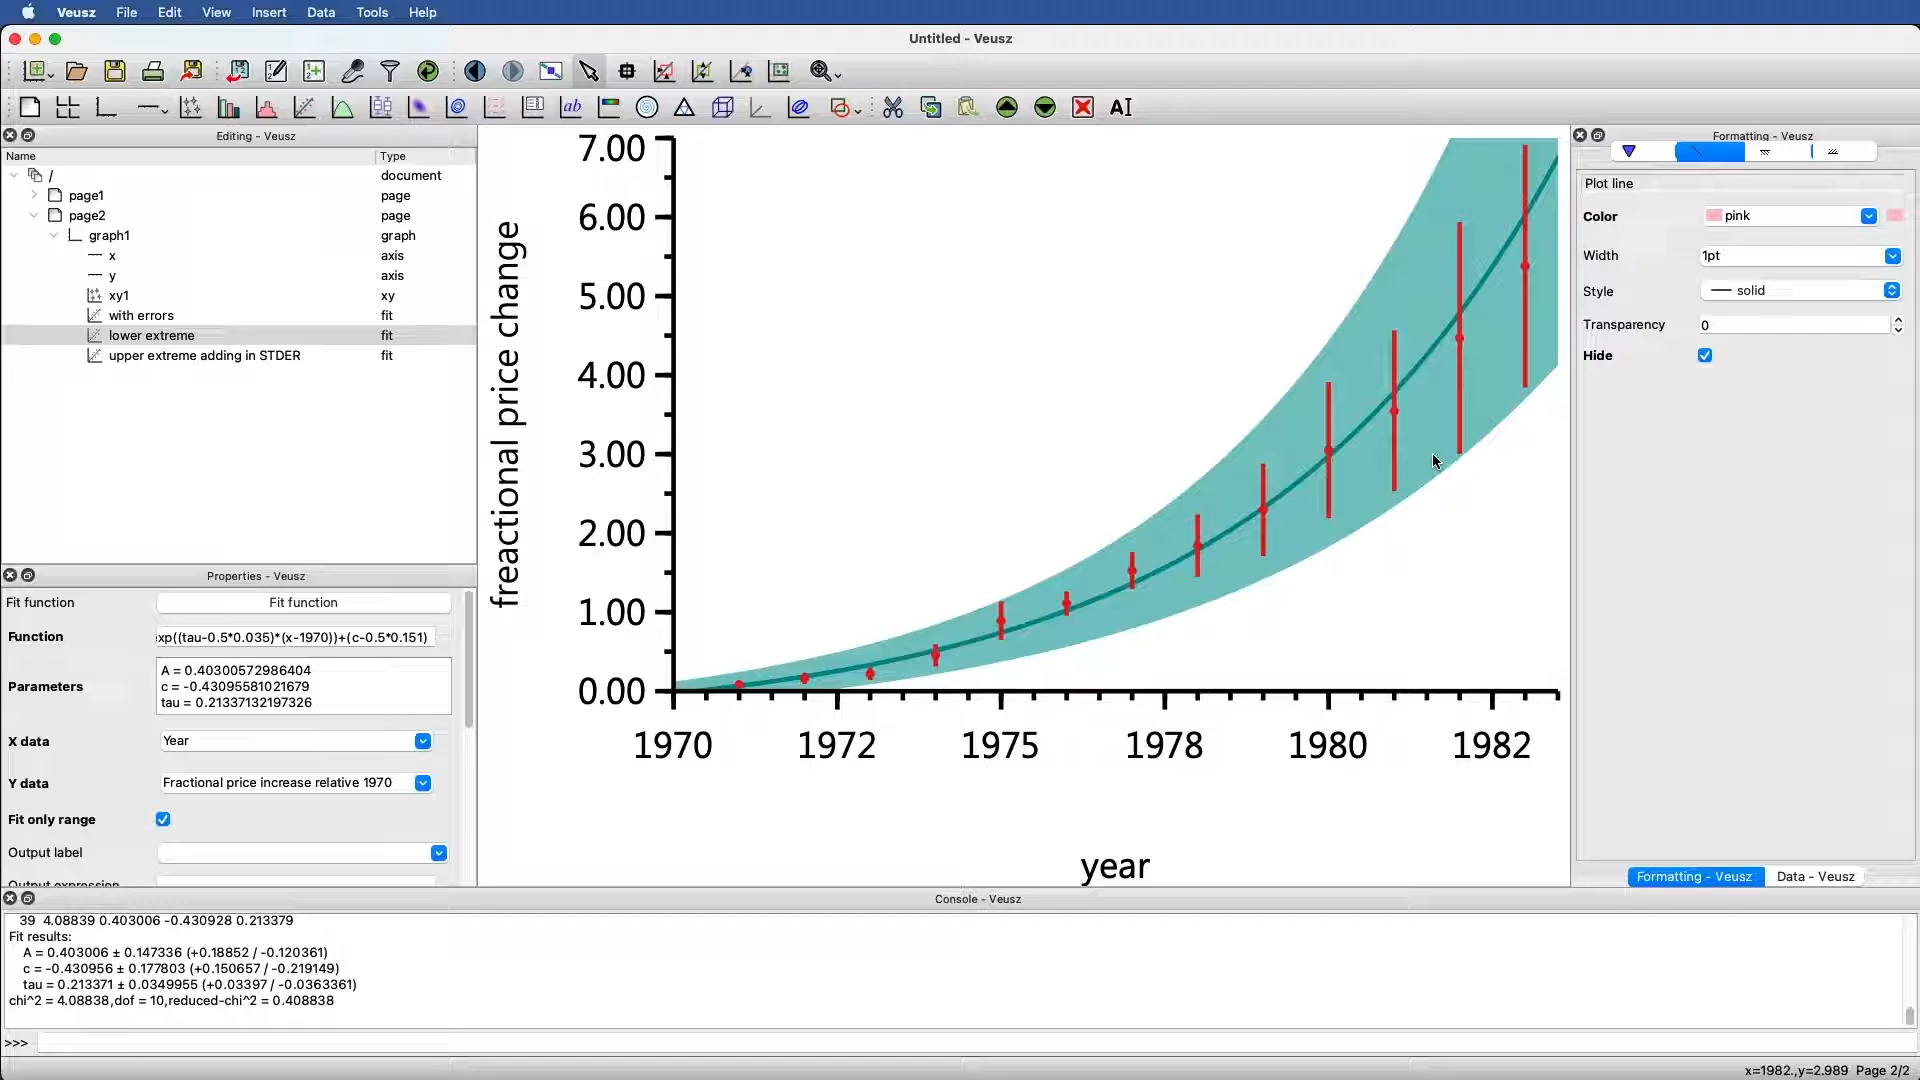 Veusz File Edit View Insert Data Tools Help
Untitled - Veusz
Editing - Veusz
Name Type
/ document
page1 page
page2 page
graph1 graph
x axis
y axis
xy1 xy
with errors fit
lower extreme fit
upper extreme adding in STDER fit
Properties - Veusz
Fit function Fit function
Function xp((tau-0.5*0.035)*(x-1970))+(c-0.5*0.151)
Parameters
A = 0.40300572986404
c = -0.43095581021679
tau = 0.21337132197326
X data Year
Y data Fractional price increase relative 1970
Fit only range
Output label
Output expression
freactional price change
7.00
6.00
5.00
4.00
3.00
2.00
1.00
0.00
1970 1972 1975 1978 1980 1982
year
Formatting - Veusz
Plot line
Color pink
Width 1pt
Style solid
Transparency 0
Hide
Formatting - Veusz Data - Veusz
Console - Veusz
39 4.08839 0.403006 -0.430928 0.213379
Fit results:
A = 0.403006 ± 0.147336 (+0.18852 / -0.120361)
c = -0.430956 ± 0.177803 (+0.150657 / -0.219149)
tau = 0.213371 ± 0.0349955 (+0.03397 / -0.0363361)
chi^2 = 4.08838,dof = 10,reduced-chi^2 = 0.408838
>>>
x=1982.,y=2.989 Page 2/2